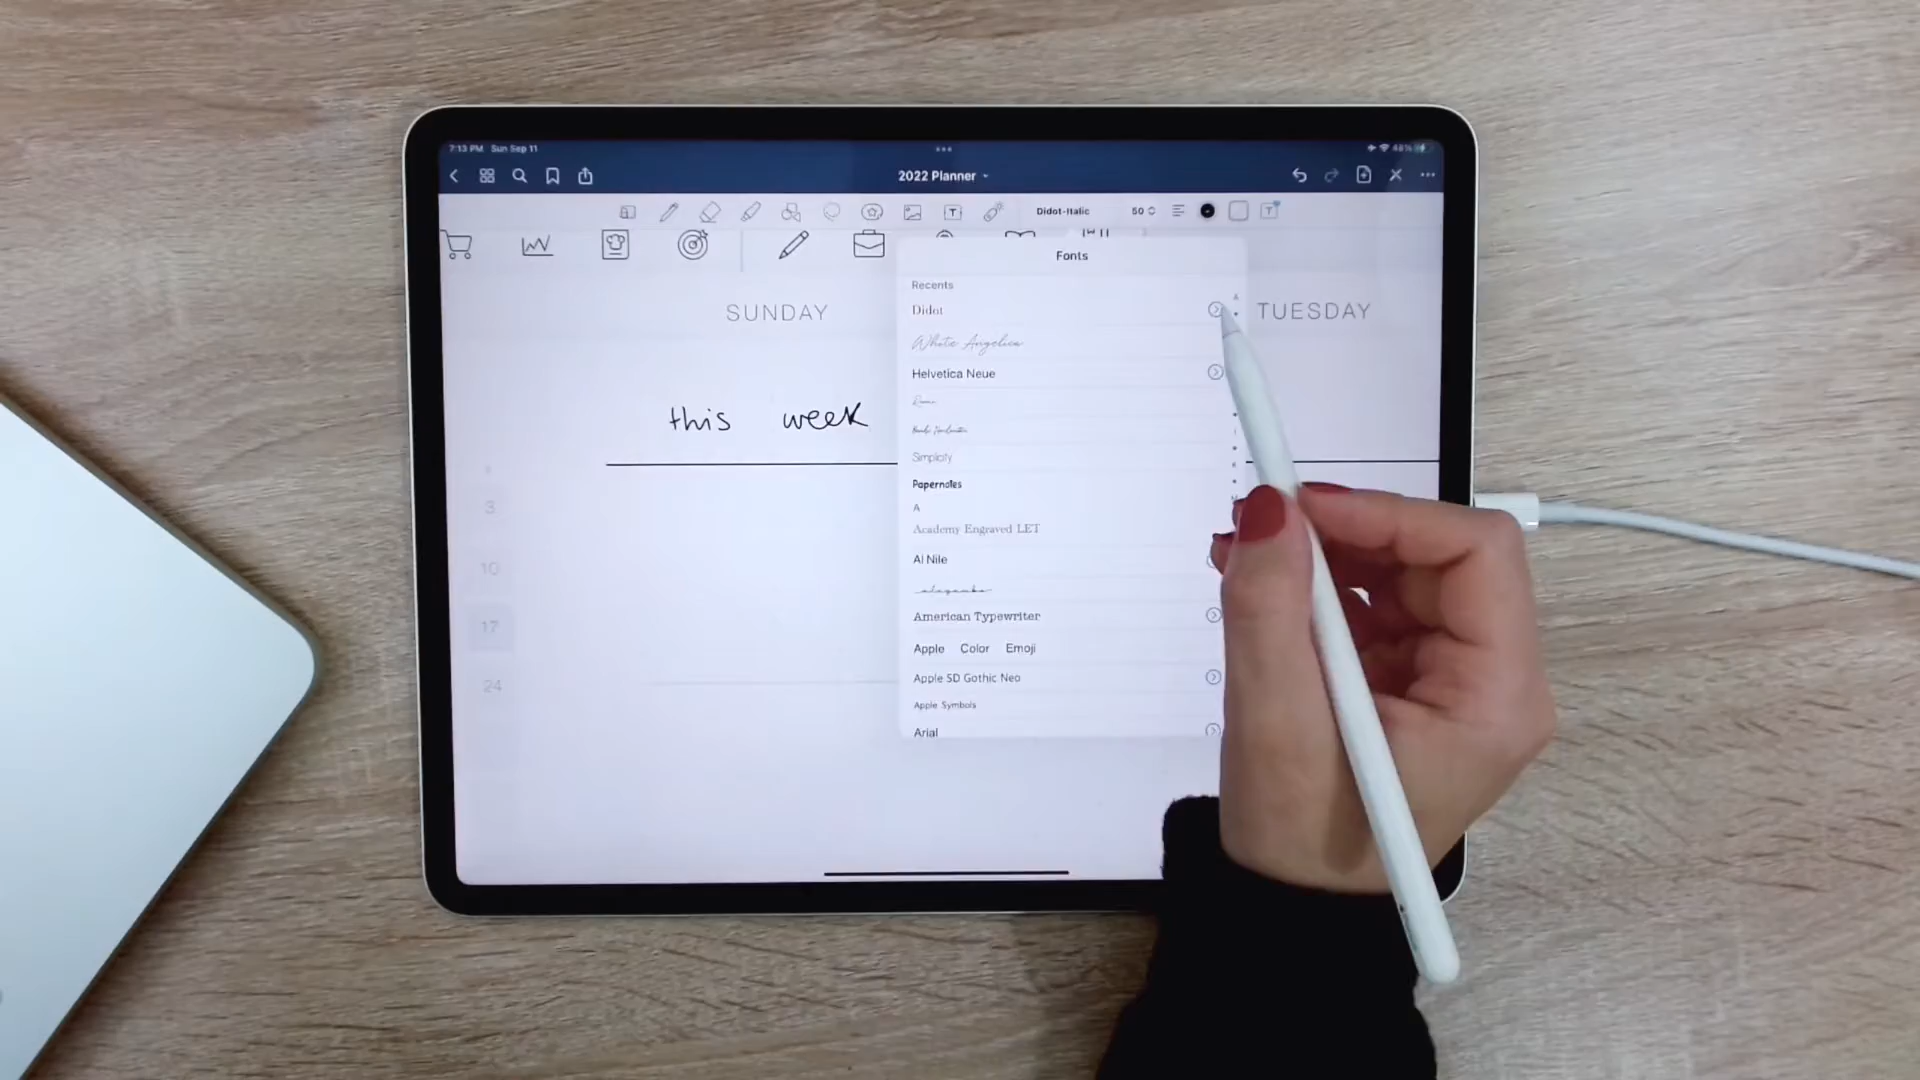 7:13 PM Sun Sep 11
48%
2022 Planner
Didot-Italic 50
Fonts
Recents
SUNDAY
Didot
TUESDAY
White Angelica
Helvetica Neue
this week
Simplicity
3
Papernotes
A
Academy Engraved LET
Al Nile
10
American Typewriter
17
Apple Color Emoji
Apple SD Gothic Neo
24
Apple Symbols
Arial